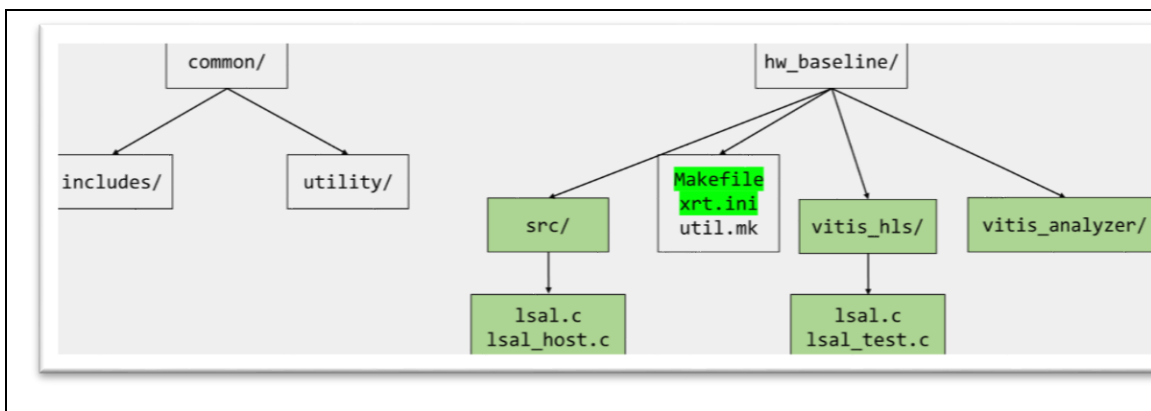 common/
hw_baseline/
includes/
utility/
Makefile
xrt.ini
util.mk
src/
vitis_hls/
vitis_analyzer/
lsal.c
lsal_host.c
lsal.c
lsal_test.c